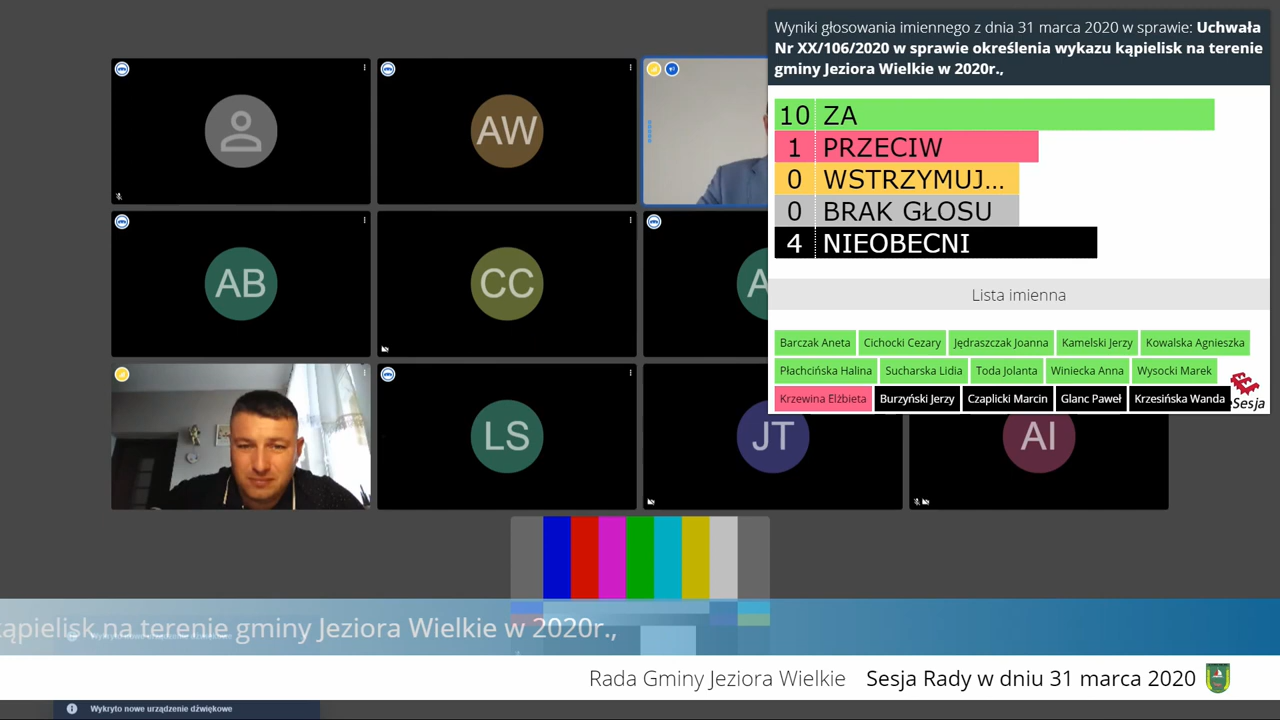 Wyniki głosowania imiennego z dnia 31 marca 2020 w sprawie: Uchwała
Nr XX/106/2020 w sprawie określenia wykazu kąpielisk na terenie
gminy Jeziora Wielkie w 2020r.,
10 ZA
1 PRZECIW
0 WSTRZYMUJ...
0 BRAK GŁOSU
4 NIEOBECNI
Lista imienna
Barczak Aneta Cichocki Cezary Jędraszczak Joanna Kamelski Jerzy Kowalska Agnieszka
Płachcińska Halina Sucharska Lidia Toda Jolanta Winiecka Anna Wysocki Marek
Krzewina Elżbieta Burzyński Jerzy Czaplicki Marcin Glanc Paweł Krzesińska Wanda
eSesja
AW
AB CC A
LS JT AI
kąpielisk na terenie gminy Jeziora Wielkie w 2020r.,
Rada Gminy Jeziora Wielkie Sesja Rady w dniu 31 marca 2020
Wykryto nowe urządzenie dźwiękowe